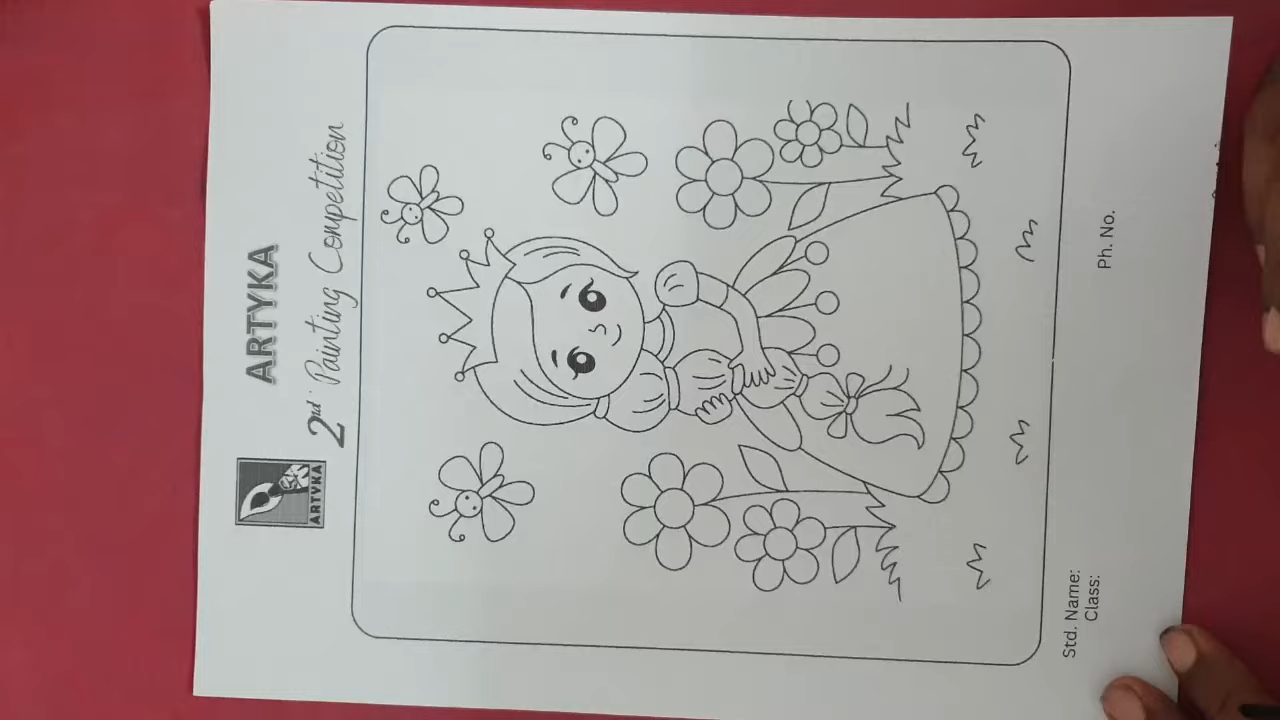 ARTYKA
2nd. Painting Competition
ARTYKA
Std. Name:
Class:
Ph. No.